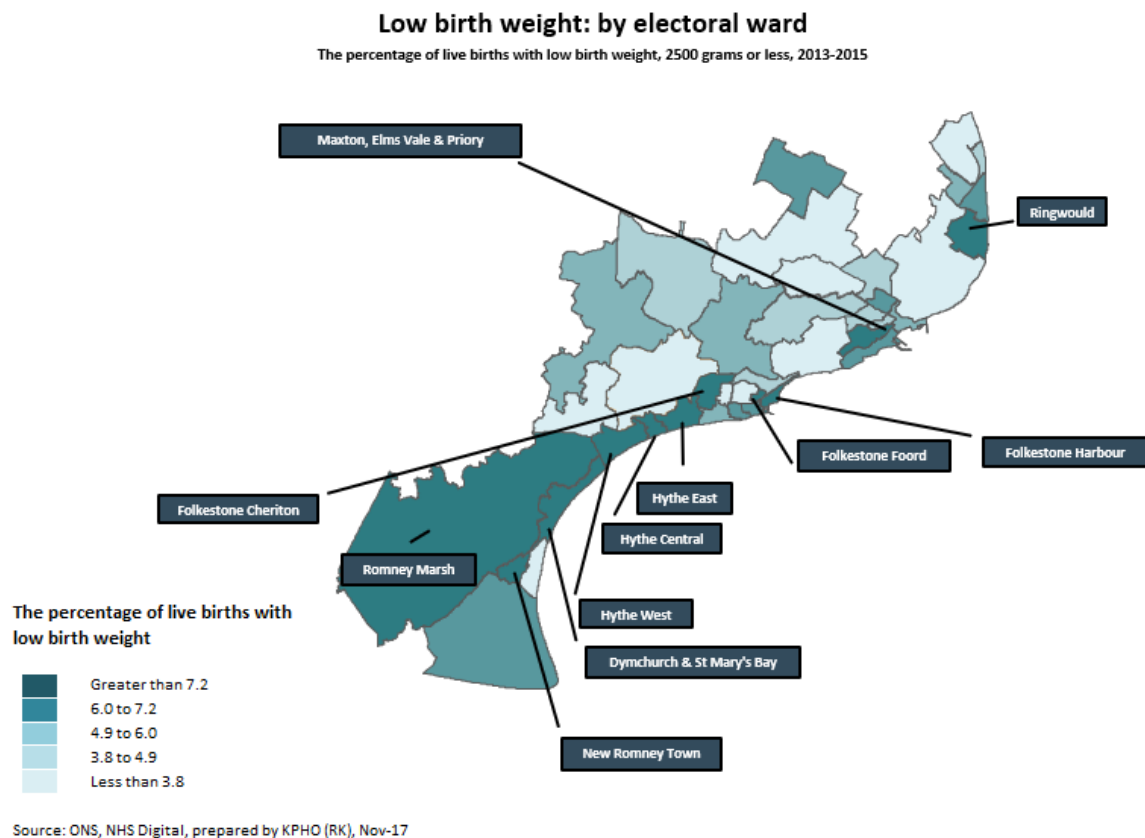 Low birth weight: by electoral ward
The percentage of live births with low birth weight, 2500 grams or less, 2013-2015
Maxton, Elms Vale & Priory
Ringwould
Folkestone Foord
Folkestone Harbour
Hythe East
Folkestone Cheriton
Hythe Central
Romney Marsh
Hythe West
Dymchurch & St Mary's Bay
New Romney Town
The percentage of live births with
low birth weight
Greater than 7.2
6.0 to 7.2
4.9 to 6.0
3.8 to 4.9
Less than 3.8
Source: ONS, NHS Digital, prepared by KPHO (RK), Nov-17